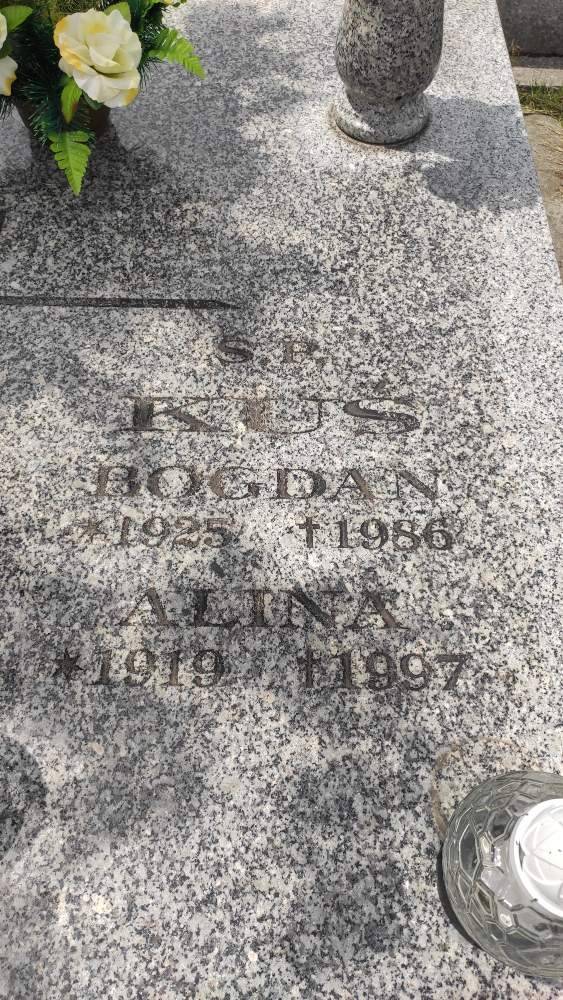 Ś.P.
KUŚ
BOGDAN
*1925 †1986
ALINA
*1919 †1997